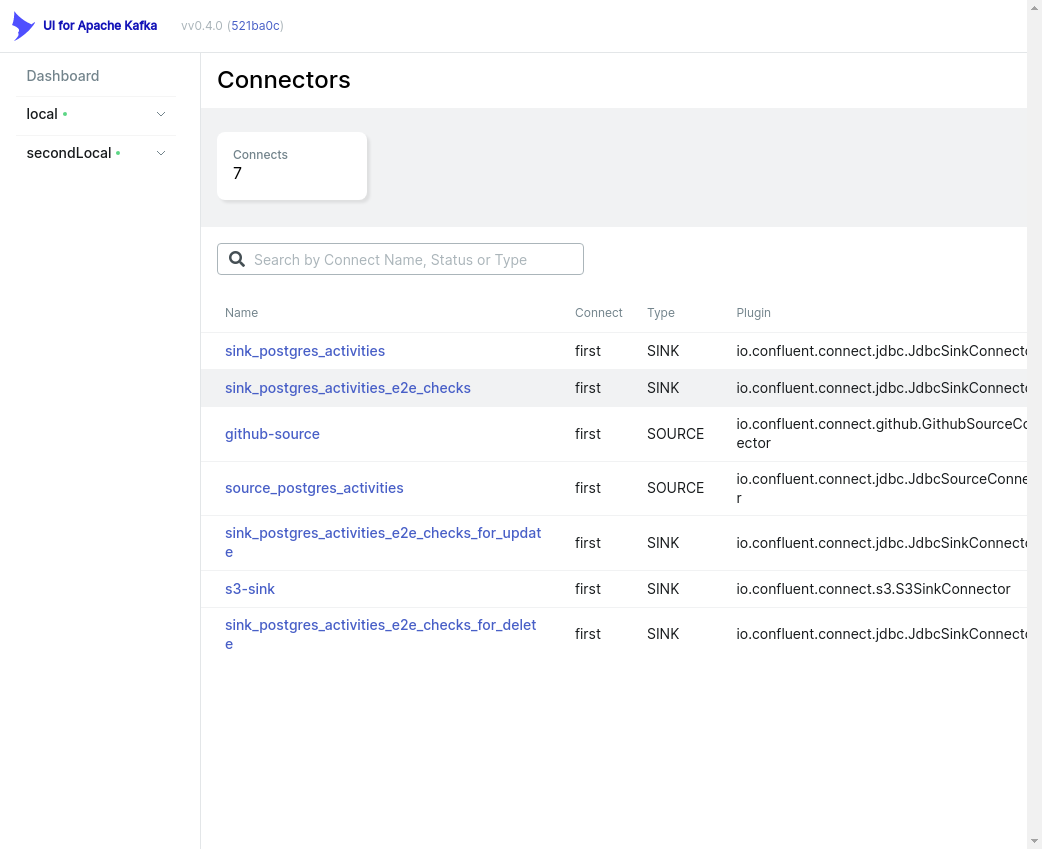 UI for Apache Kafka vv0.4.0 (521ba0c)
Dashboard
local
secondLocal
Connectors
Connects
7
Search by Connect Name, Status or Type
Name Connect Type Plugin
sink_postgres_activities first SINK io.confluent.connect.jdbc.JdbcSinkConnecto
sink_postgres_activities_e2e_checks first SINK io.confluent.connect.jdbc.JdbcSinkConnecto
github-source first SOURCE io.confluent.connect.github.GithubSourceCo
ector
source_postgres_activities first SOURCE io.confluent.connect.jdbc.JdbcSourceConne
r
sink_postgres_activities_e2e_checks_for_updat
e first SINK io.confluent.connect.jdbc.JdbcSinkConnecto
s3-sink first SINK io.confluent.connect.s3.S3SinkConnector
sink_postgres_activities_e2e_checks_for_delet
e first SINK io.confluent.connect.jdbc.JdbcSinkConnecto